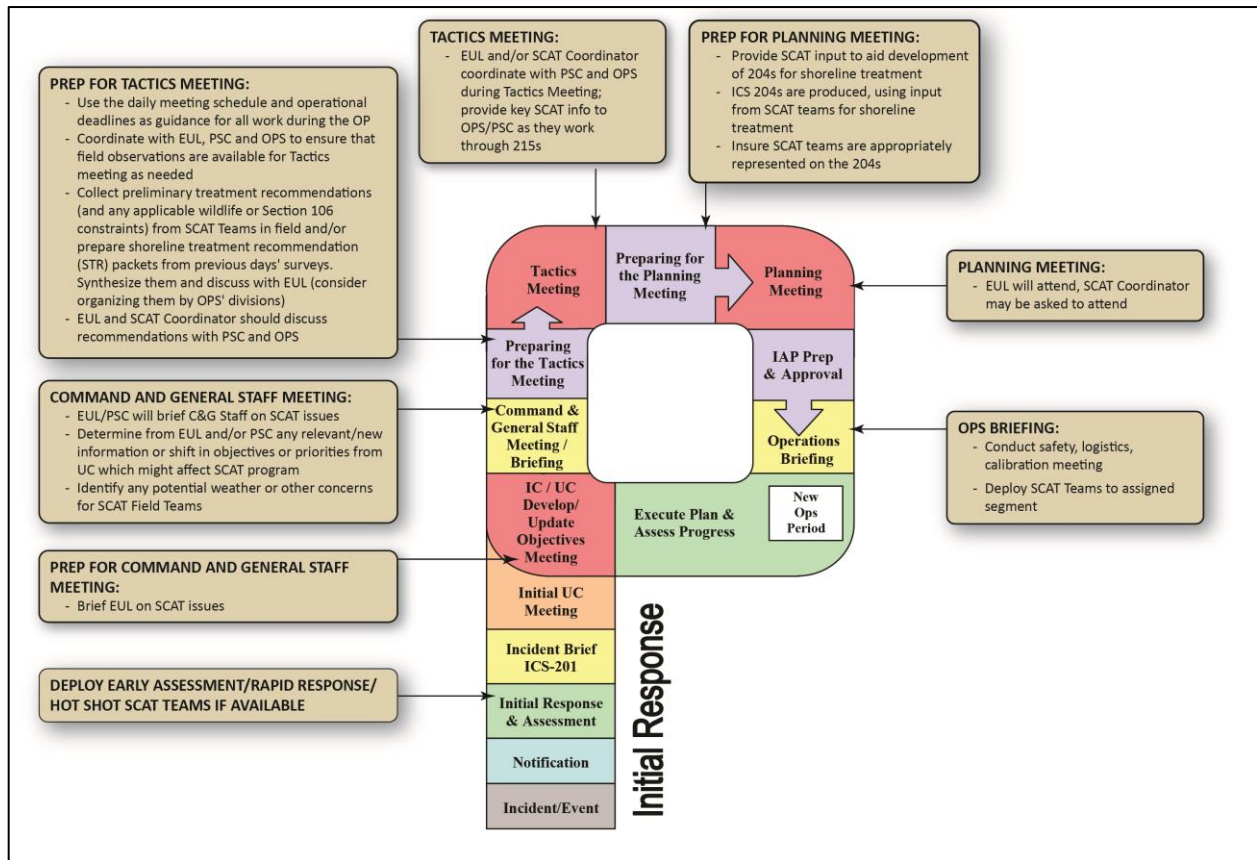 TACTICS MEETING:
- EUL and/or SCAT Coordinator
coordinate with PSC and OPS
during Tactics Meeting;
provide key SCAT info to
OPS/PSC as they work
through 215s
PREP FOR PLANNING MEETING:
- Provide SCAT input to aid development
of 204s for shoreline treatment
- ICS 204s are produced, using input
from SCAT teams for shoreline
treatment
- Insure SCAT teams are appropriately
represented on the 204s
PREP FOR TACTICS MEETING:
- Use the daily meeting schedule and operational
deadlines as guidance for all work during the OP
- Coordinate with EUL, PSC and OPS to ensure that
field observations are available for Tactics
meeting as needed
- Collect preliminary treatment recommendations
(and any applicable wildlife or Section 106
constraints) from SCAT Teams in field and/or
prepare shoreline treatment recommendation
(STR) packets from previous days' surveys.
Synthesize them and discuss with EUL (consider
organizing them by OPS' divisions)
- EUL and SCAT Coordinator should discuss
recommendations with PSC and OPS
COMMAND AND GENERAL STAFF MEETING:
- EUL/PSC will brief C&G Staff on SCAT issues
- Determine from EUL and/or PSC any relevant/new
information or shift in objectives or priorities from
UC which might affect SCAT program
- Identify any potential weather or other concerns
for SCAT Field Teams
PREP FOR COMMAND AND GENERAL STAFF
MEETING:
- Brief EUL on SCAT issues
DEPLOY EARLY ASSESSMENT/RAPID RESPONSE/
HOT SHOT SCAT TEAMS IF AVAILABLE
Tactics
Meeting
Preparing for
the Planning
Meeting
Planning
Meeting
Preparing
for the Tactics
Meeting
IAP Prep
& Approval
Command &
General Staff
Meeting /
Briefing
Operations
Briefing
IC / UC
Develop/
Update
Objectives
Meeting
Execute Plan &
Assess Progress
New
Ops
Period
Initial UC
Meeting
Incident Brief
ICS-201
Initial Response
& Assessment
Notification
Incident/Event
Initial Response
PLANNING MEETING:
- EUL will attend, SCAT Coordinator
may be asked to attend
OPS BRIEFING:
- Conduct safety, logistics,
calibration meeting
- Deploy SCAT Teams to assigned
segment